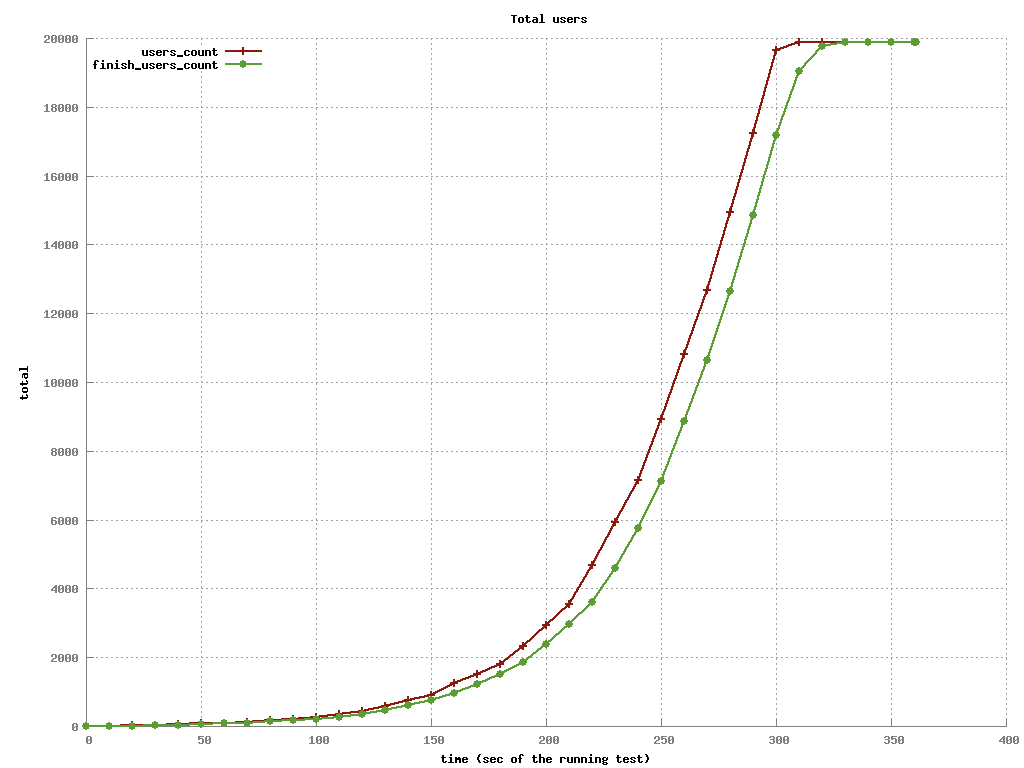 Total users
users_count
finish_users_count
20000
18000
16000
14000
12000
10000
8000
6000
4000
2000
0
total
0 50 100 150 200 250 300 350 400
time (sec of the running test)